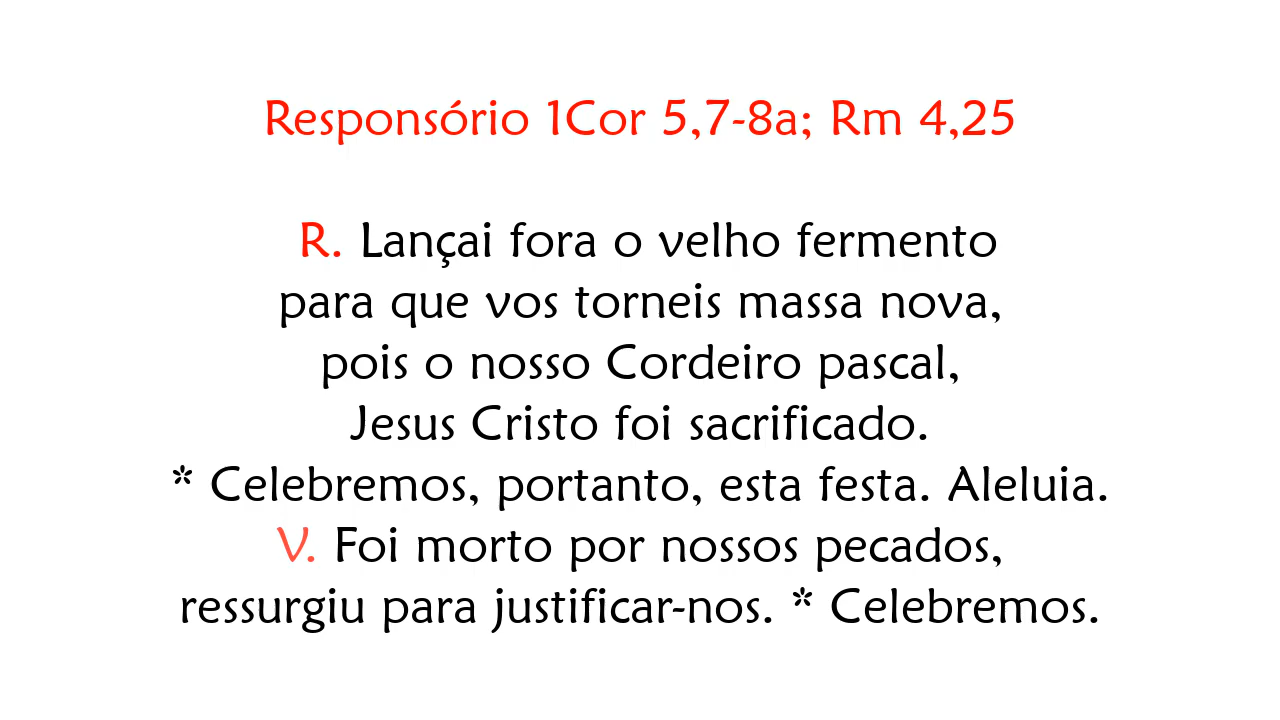 Responsório 1Cor 5,7-8a; Rm 4,25
R. Lançai fora o velho fermento
para que vos torneis massa nova,
pois o nosso Cordeiro pascal,
Jesus Cristo foi sacrificado.
* Celebremos, portanto, esta festa. Aleluia.
V. Foi morto por nossos pecados,
ressurgiu para justificar-nos. * Celebremos.